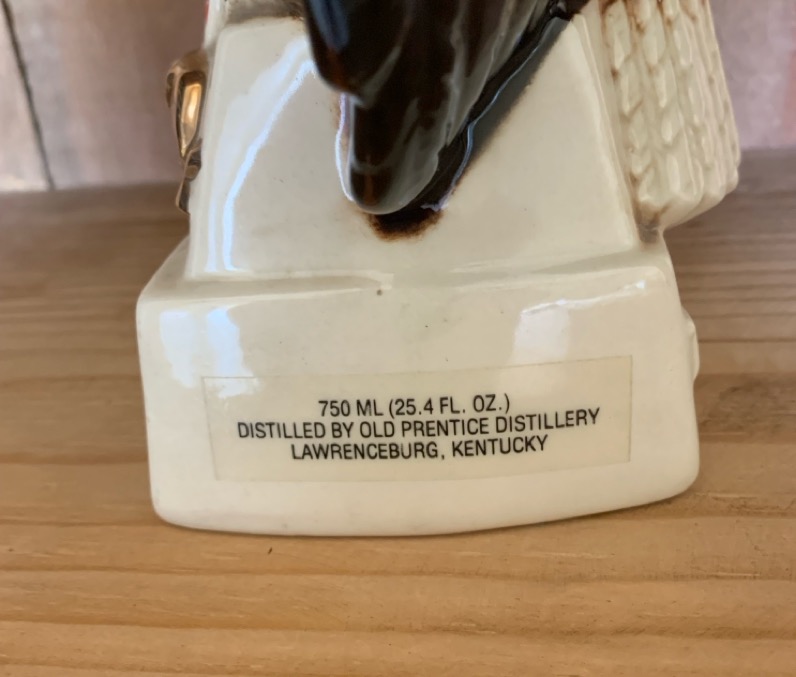 750 ML (25.4 FL. OZ.)
DISTILLED BY OLD PRENTICE DISTILLERY
LAWRENCEBURG, KENTUCKY